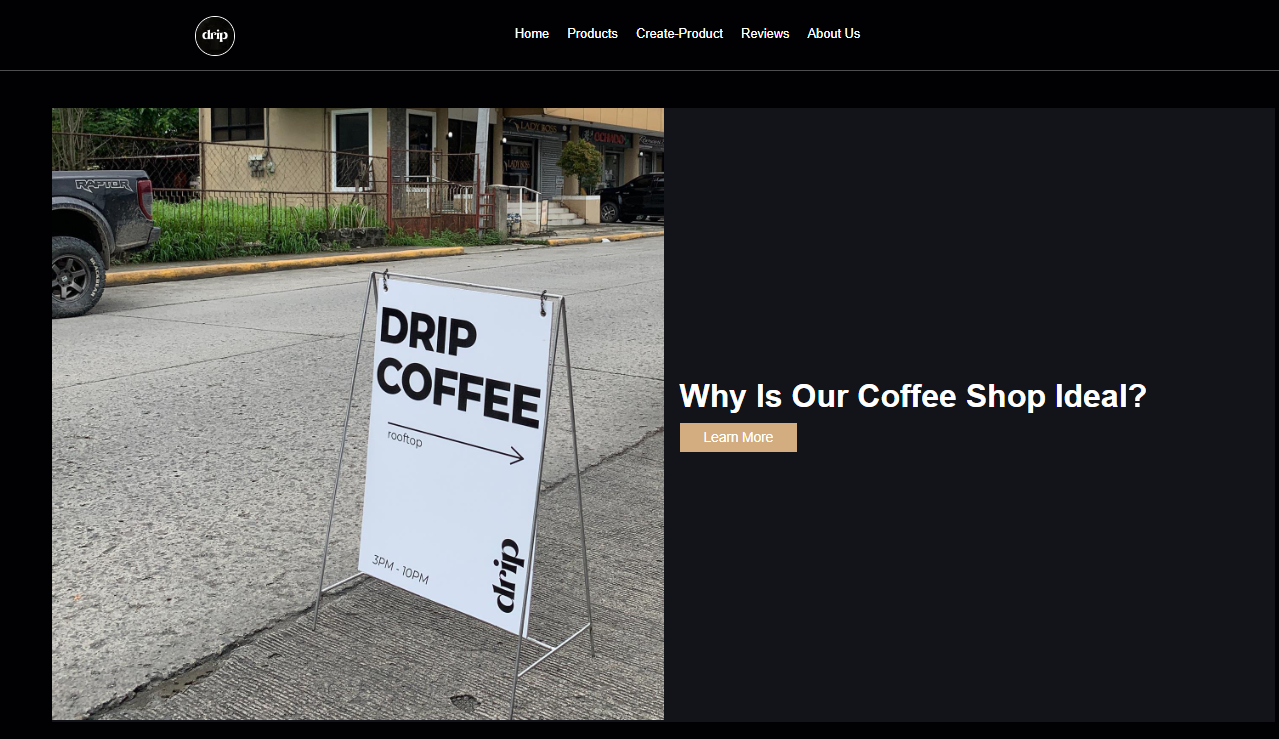 drip
Home Products Create-Product Reviews About Us
LADY BOSS
RAPTOR
DRIP
COFFEE
rooftop
3PM - 10PM
drip
Why Is Our Coffee Shop Ideal?
Learn More